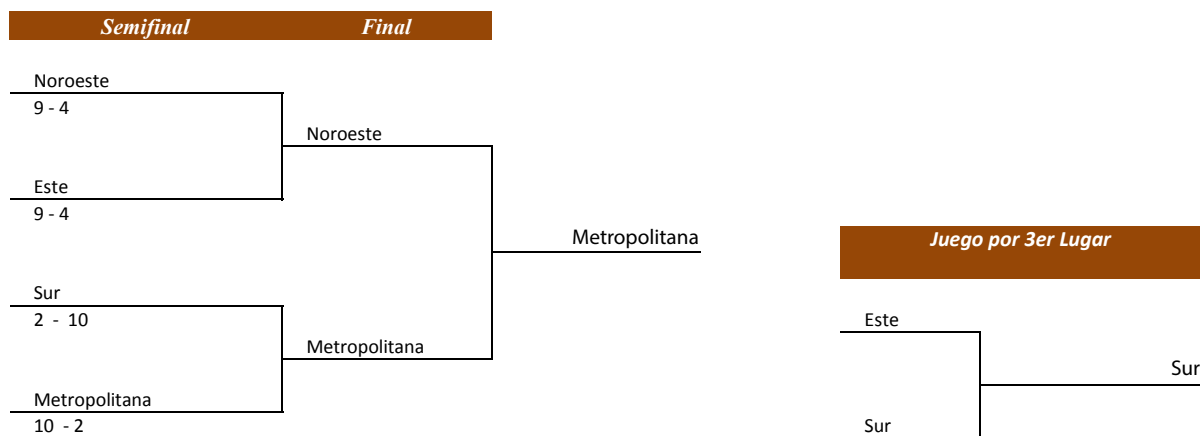 Semifinal Final
Noroeste
9 - 4
Noroeste
Este
9 - 4
Metropolitana
Sur
2 - 10
Metropolitana
Metropolitana
10 - 2
Juego por 3er Lugar
Este
Sur
Sur